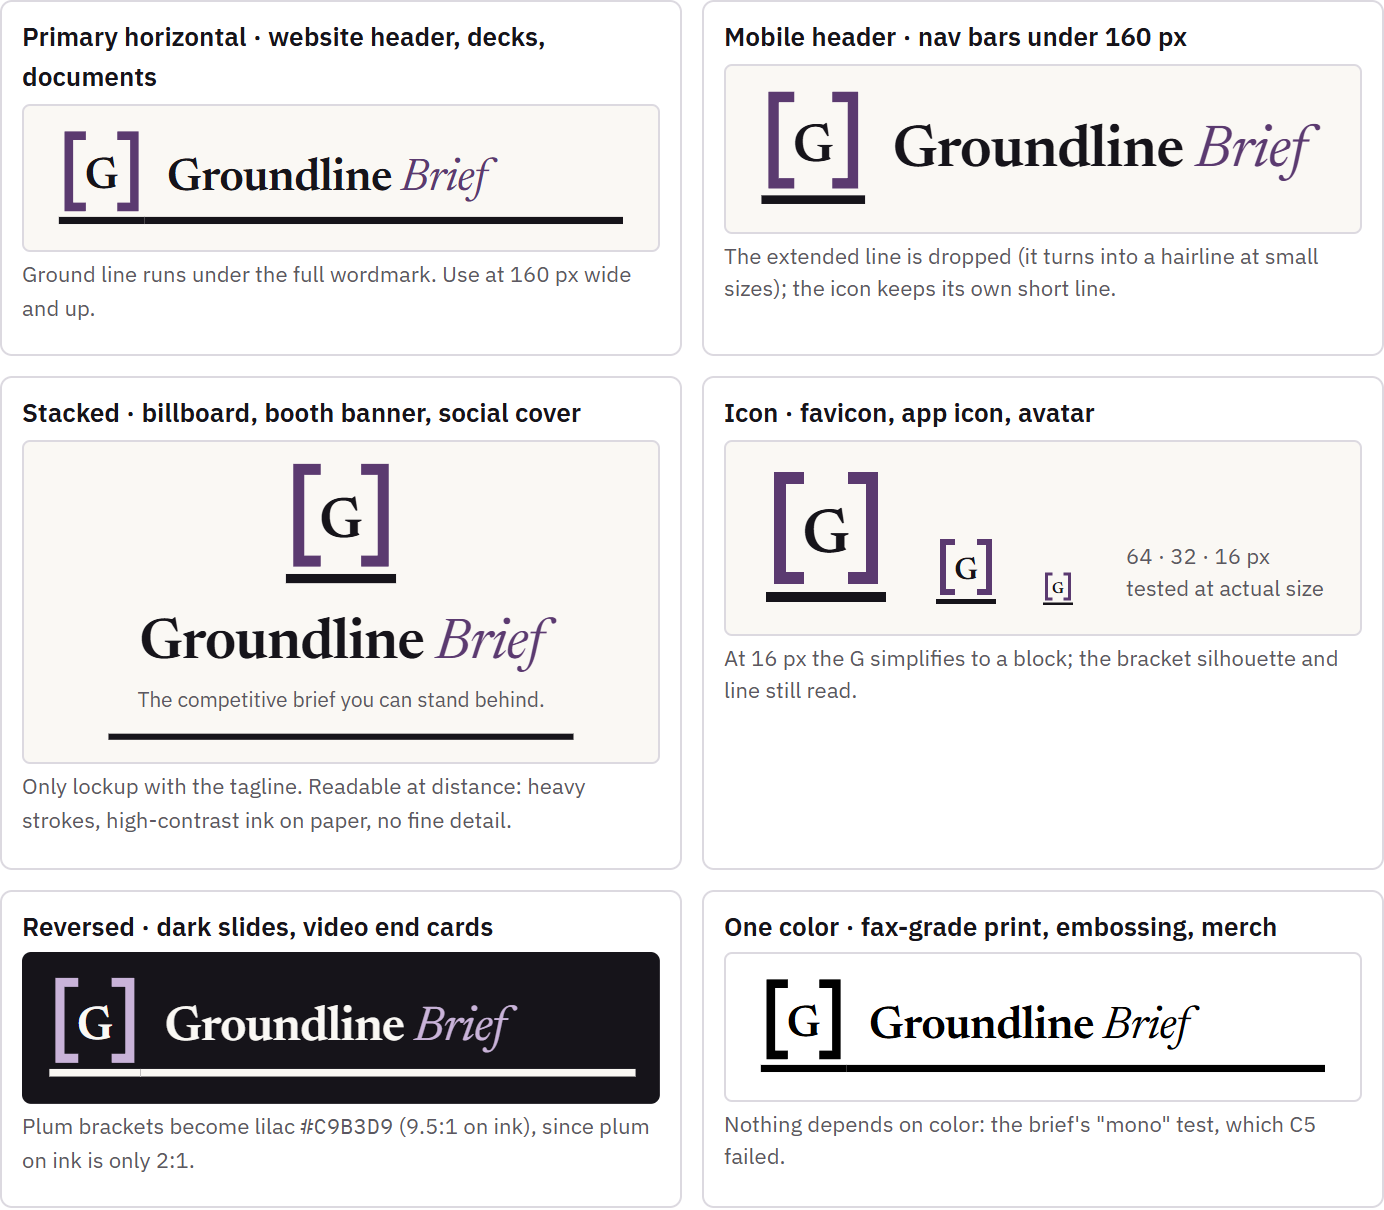 Primary horizontal · website header, decks,
documents
[G] Groundline Brief
Ground line runs under the full wordmark. Use at 160 px wide
and up.
Mobile header · nav bars under 160 px
[G] Groundline Brief
The extended line is dropped (it turns into a hairline at small
sizes); the icon keeps its own short line.
Stacked · billboard, booth banner, social cover
[G]
Groundline Brief
The competitive brief you can stand behind.
Only lockup with the tagline. Readable at distance: heavy
strokes, high-contrast ink on paper, no fine detail.
Icon · favicon, app icon, avatar
[G] [G] [G]
64 · 32 · 16 px
tested at actual size
At 16 px the G simplifies to a block; the bracket silhouette and
line still read.
Reversed · dark slides, video end cards
[G] Groundline Brief
Plum brackets become lilac #C9B3D9 (9.5:1 on ink), since plum
on ink is only 2:1.
One color · fax-grade print, embossing, merch
[G] Groundline Brief
Nothing depends on color: the brief's "mono" test, which C5
failed.